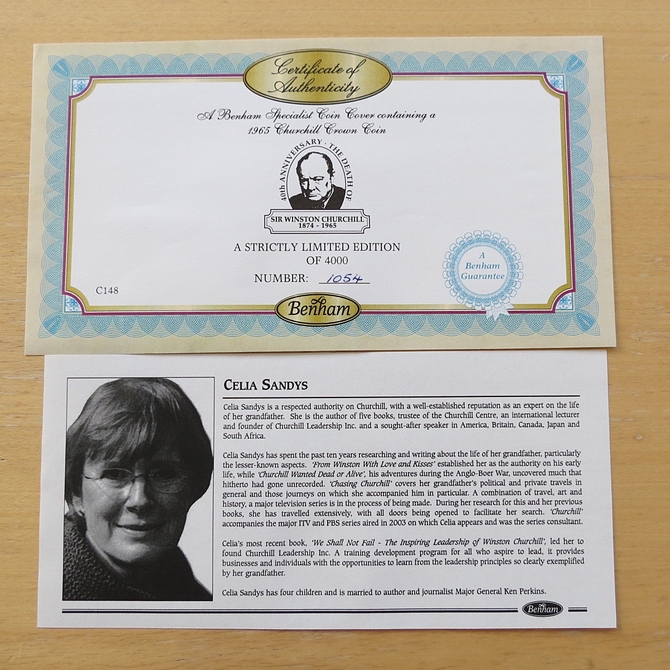 Certificate of
Authenticity
A Benham Specialist Coin Cover containing a
1965 Churchill Crown Coin
40th ANNIVERSARY · THE DEATH OF
SIR WINSTON CHURCHILL
1874 - 1965
A STRICTLY LIMITED EDITION
OF 4000
NUMBER: 1054
A
Benham
Guarantee
C148
Benham
CELIA SANDYS
Celia Sandys is a respected authority on Churchill, with a well-established reputation as an expert on the life
of her grandfather. She is the author of five books, trustee of the Churchill Centre, an international lecturer
and founder of Churchill Leadership Inc. and a sought-after speaker in America, Britain, Canada, Japan and
South Africa.
Celia Sandys has spent the past ten years researching and writing about the life of her grandfather, particularly
the lesser-known aspects. 'From Winston With Love and Kisses' established her as the authority on his early
life, while 'Churchill Wanted Dead or Alive', his adventures during the Anglo-Boer War, uncovered much that
hitherto had gone unrecorded. 'Chasing Churchill' covers her grandfather's political and private travels in
general and those journeys on which she accompanied him in particular. A combination of travel, art and
history, a major television series is in the process of being made. During her research for this and her previous
books, she has travelled extensively, with all doors being opened to facilitate her search. 'Churchill'
accompanies the major ITV and PBS series aired in 2003 on which Celia appears and was the series consultant.
Celia's most recent book, 'We Shall Not Fail - The Inspiring Leadership of Winston Churchill', led her to
found Churchill Leadership Inc. A training development program for all who aspire to lead, it provides
businesses and individuals with the opportunities to learn from the leadership principles so clearly exemplified
by her grandfather.
Celia Sandys has four children and is married to author and journalist Major General Ken Perkins.
Benham